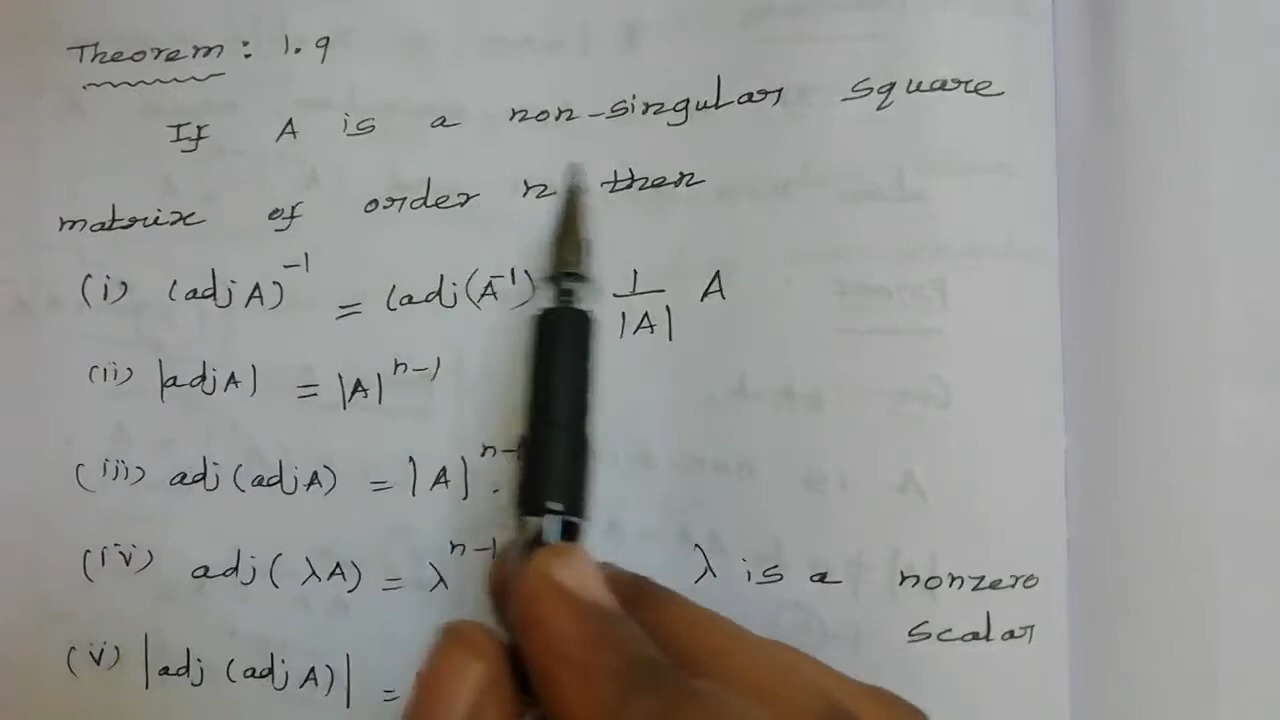 Theorem: 1.9
If A is a non-singular square
matrix of order n then
(i) (adj A)⁻¹ = (adj(A⁻¹) 1/|A| A
(ii) |adj A| = |A|ⁿ⁻¹
(iii) adj(adj A) = |A|ⁿ⁻
(iv) adj(λA) = λⁿ⁻¹ λ is a nonzero
scalar
(v) |adj (adj A)| =